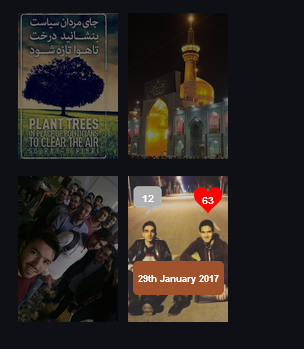 جای مردان سیاست
بنشانید درخت
تا هوا تازه شود
PLANT TREES
IN PLACE OF POLITICIANS
TO CLEAR THE AIR
12
63
29th January 2017